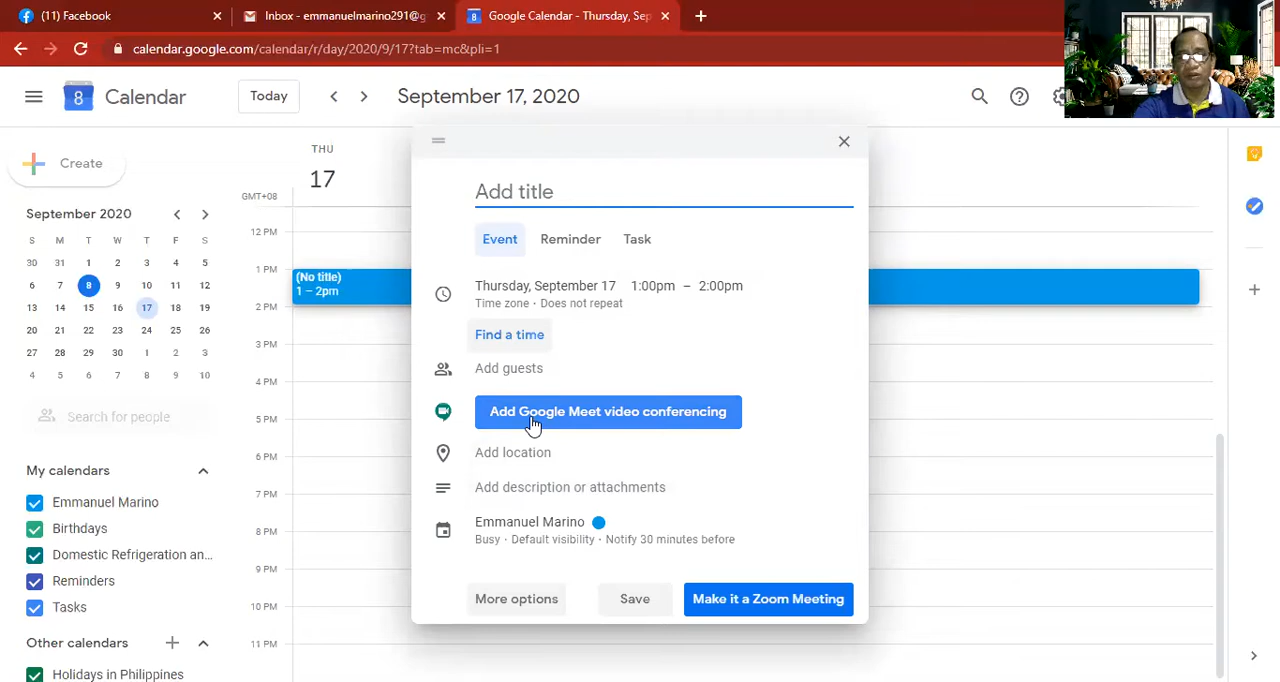 (11) Facebook
Inbox - emmanuelmarino291@g
Google Calendar - Thursday, Sep
calendar.google.com/calendar/r/day/2020/9/17?tab=mc&pli=1
8
Calendar
Today
September 17, 2020
Create
September 2020
S M T W T F S
30 31 1 2 3 4 5
6 7 8 9 10 11 12
13 14 15 16 17 18 19
20 21 22 23 24 25 26
27 28 29 30 1 2 3
4 5 6 7 8 9 10
Search for people
My calendars
Emmanuel Marino
Birthdays
Domestic Refrigeration an...
Reminders
Tasks
Other calendars
Holidays in Philippines
THU
17
GMT+08
12 PM
1 PM
2 PM
3 PM
4 PM
5 PM
6 PM
7 PM
8 PM
9 PM
10 PM
11 PM
(No title)
1 – 2pm
Add title
Event
Reminder
Task
Thursday, September 17 1:00pm – 2:00pm
Time zone · Does not repeat
Find a time
Add guests
Add Google Meet video conferencing
Add location
Add description or attachments
Emmanuel Marino
Busy · Default visibility · Notify 30 minutes before
More options
Save
Make it a Zoom Meeting